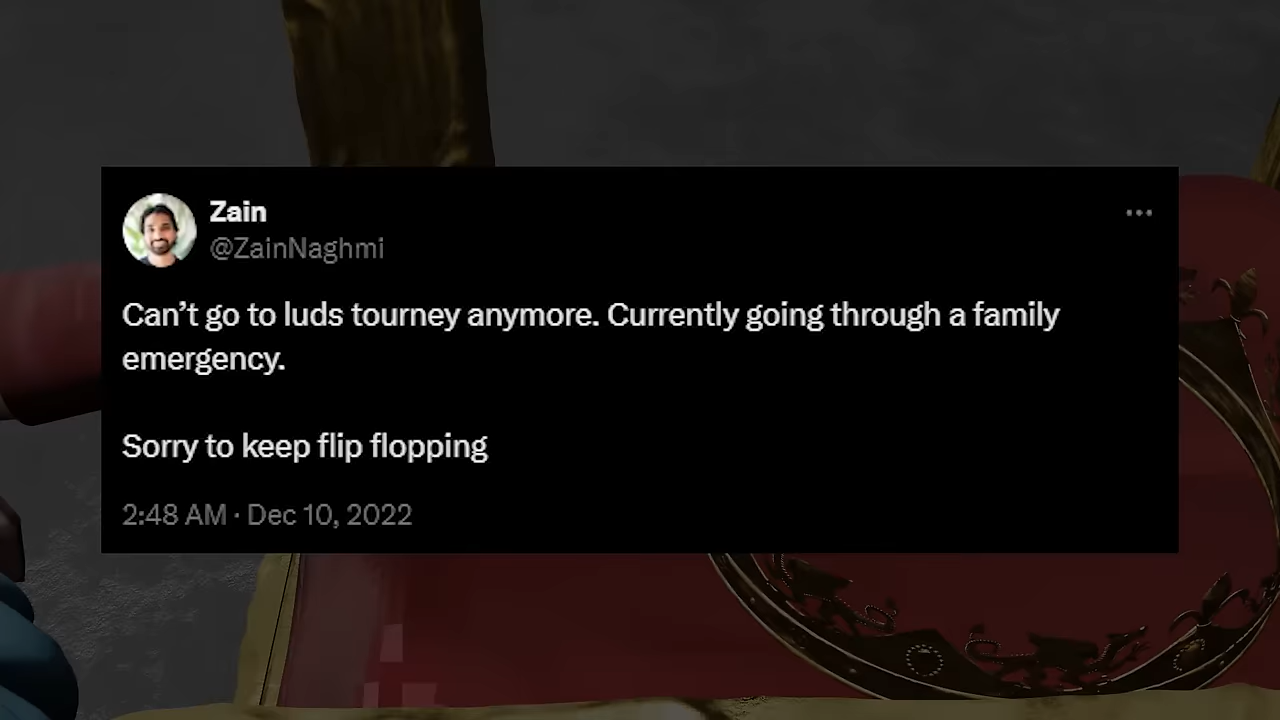 Zain
@ZainNaghmi
Can’t go to luds tourney anymore. Currently going through a family
emergency.
Sorry to keep flip flopping
2:48 AM · Dec 10, 2022